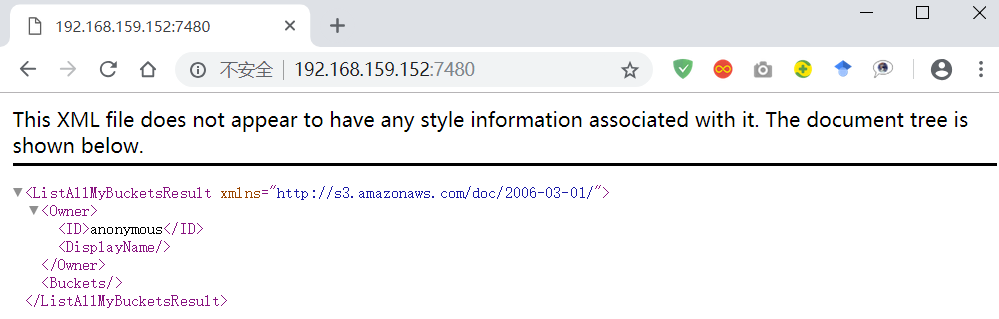 192.168.159.152:7480
不安全 192.168.159.152:7480
This XML file does not appear to have any style information associated with it. The document tree is
shown below.
<ListAllMyBucketsResult xmlns="http://s3.amazonaws.com/doc/2006-03-01/">
<Owner>
<ID>anonymous</ID>
<DisplayName/>
</Owner>
<Buckets/>
</ListAllMyBucketsResult>